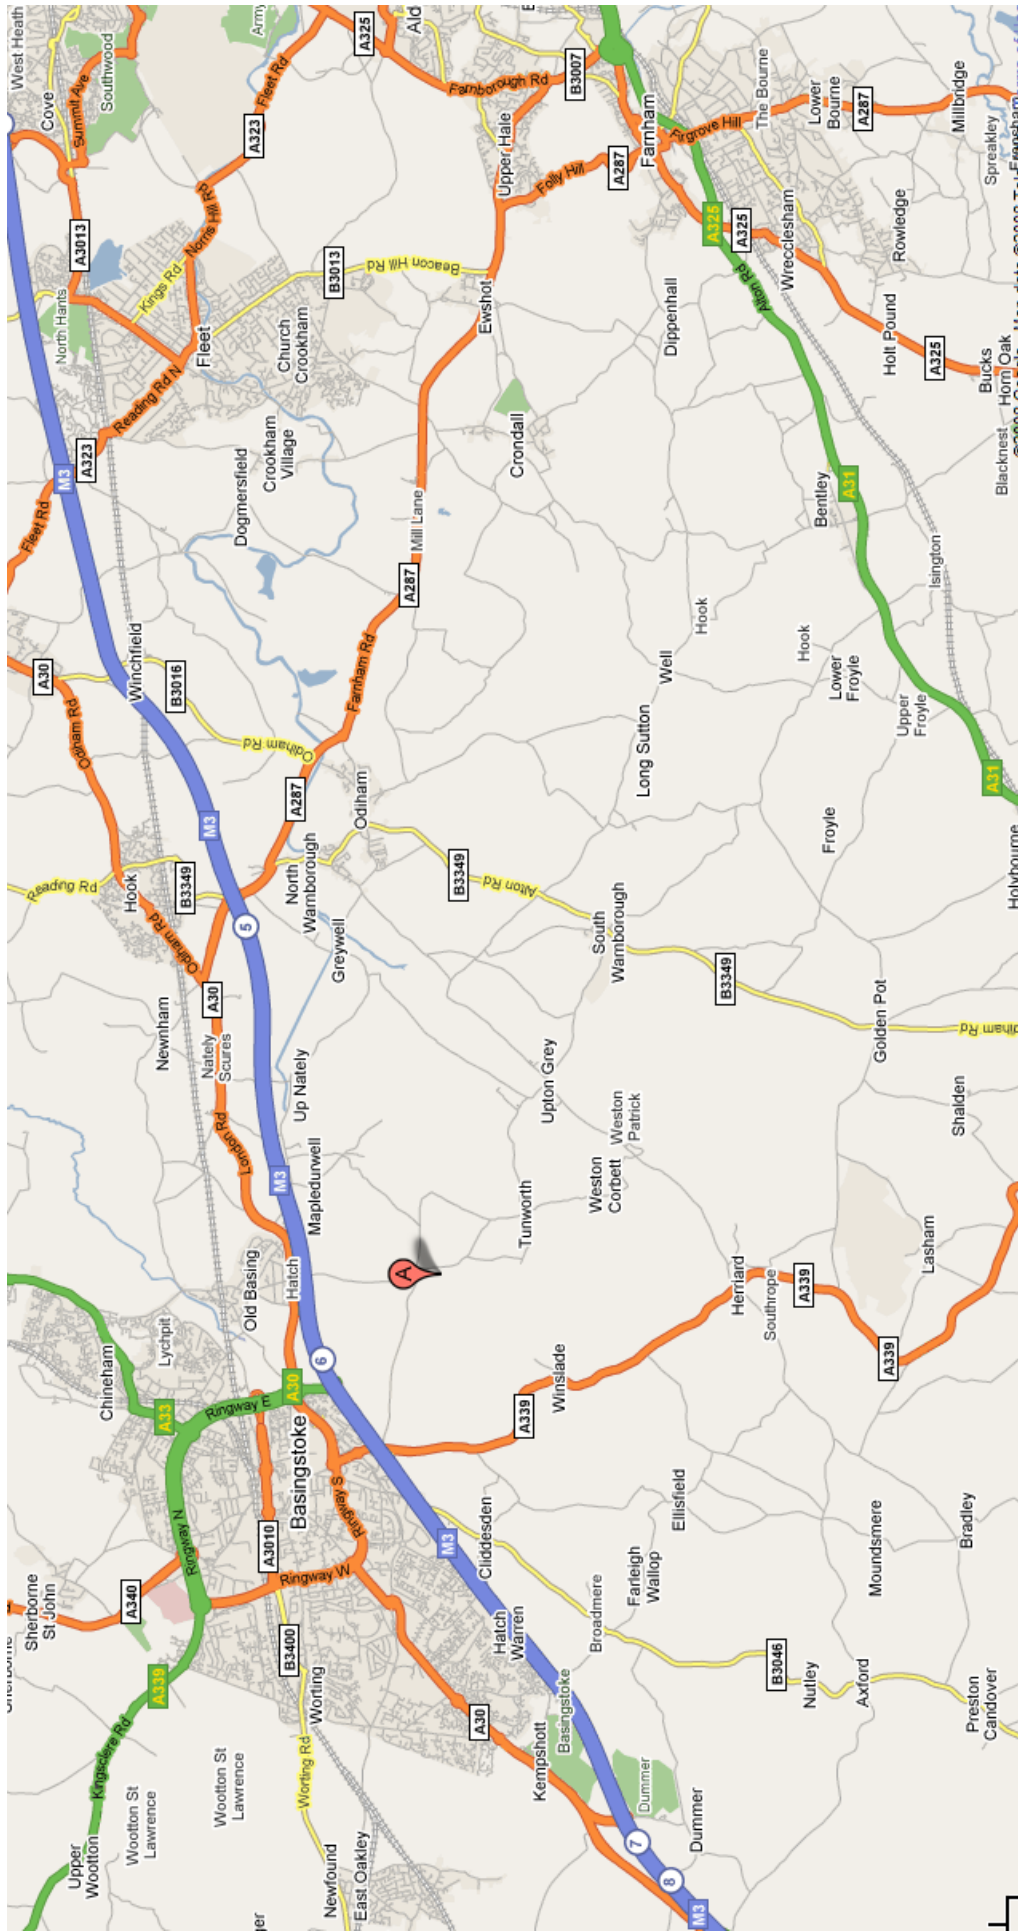 Sherborne
St John
Upper
Wootton
Kingsclere Rd
A339
A340
Chineham
A33
Reading Rd
Hook
Odiham Rd
A30
Fleet Rd
M3
A323
North Hants
A3013
Cove
Summit Ave
West Heath
Southwood
Wootton St
Lawrence
Wootton St
Lawrence
Ringway N
Lychpit
Newnham
B3349
B3016
Winchfield
Reading Rd N
Kings Rd
Norris Hill Rd
Fleet
Ringway E
Old Basing
London Rd
Nately
Scures
A30
Odiham Rd
M3
5
Dogmersfield
A323
Fleet Rd
Army
Newfound
Worting Rd
Worting
B3400
A3010
Ringway W
Basingstoke
A30
Hatch
M3
Mapledurwell
Up Nately
North
Warnborough
A287
Odiham Rd
Crookham
Village
Church
Crookham
East Oakley
Ringway S
6
Greywell
Odiham
Farnham Rd
B3013
Beacon Hill Rd
A325
Ald
A
A287
Mill Lane
M3
B3349
Alton Rd
Farnborough Rd
A30
Cliddesden
Ewshot
Upper Hale
Hatch
Warren
A339
Tunworth
Crondall
Kempshott
Basingstoke
Winslade
Upton Grey
Folly Hill
B3007
Broadmere
Weston
Corbett
Weston
Patrick
South
Warnborough
A287
7
Dummer
Farleigh
Wallop
Long Sutton
Well
Farnham
8
Dummer
Ellisfield
Hook
Dippenhall
M3
A325
Firgrove Hill
B3349
Herriard
Southrope
Alton Rd
A325
The Bourne
B3046
A339
Wrecclesham
Nutley
Froyle
Hook
Bentley
Lower
Froyle
A31
Lower
Bourne
Axford
Moundsmere
A339
Golden Pot
Holt Pound
A287
Rowledge
Upper
Froyle
Lasham
Isington
A325
Preston
Candover
Bradley
Shalden
Odiham Rd
Holybourne
A31
Blacknest
Bucks
Horn Oak
Millbridge
Spreakley
Frensham